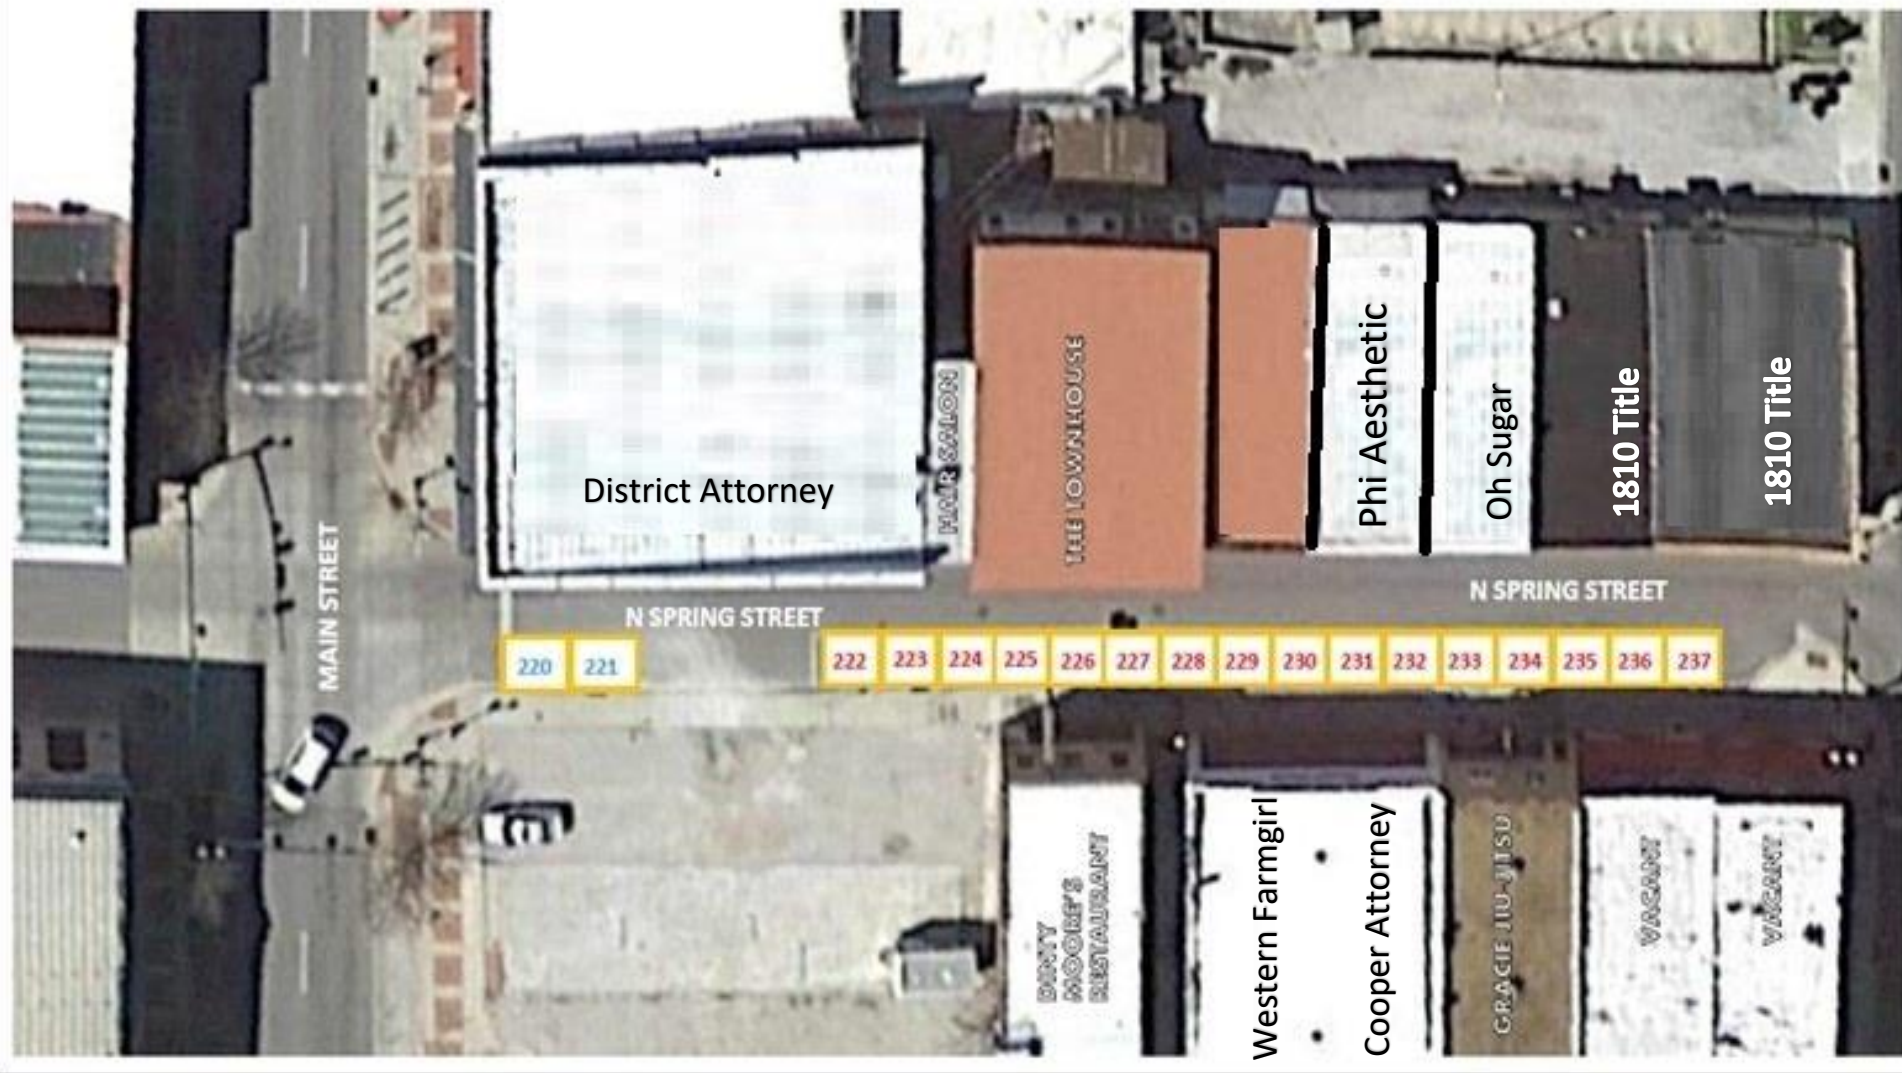 District Attorney
HAIR SALON
THE TOWNHOUSE
Phi Aesthetic
Oh Sugar
1810 Title
1810 Title
MAIN STREET
N SPRING STREET
N SPRING STREET
220 221 222 223 224 225 226 227 228 229 230 231 232 233 234 235 236 237
DINTY
MOORE'S
RESTAURANT
Western Farmgirl
Cooper Attorney
GRACIE JIU-JITSU
VACANT
VACANT